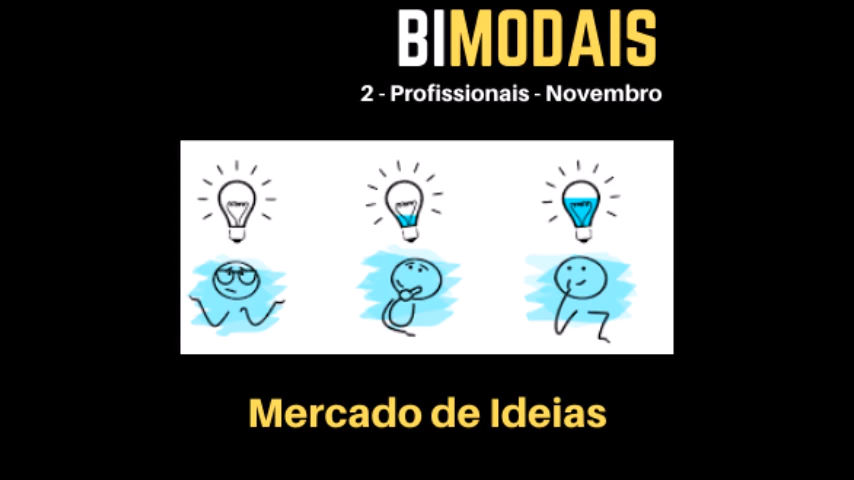 BIMODAIS
2 - Profissionais - Novembro
Mercado de Ideias